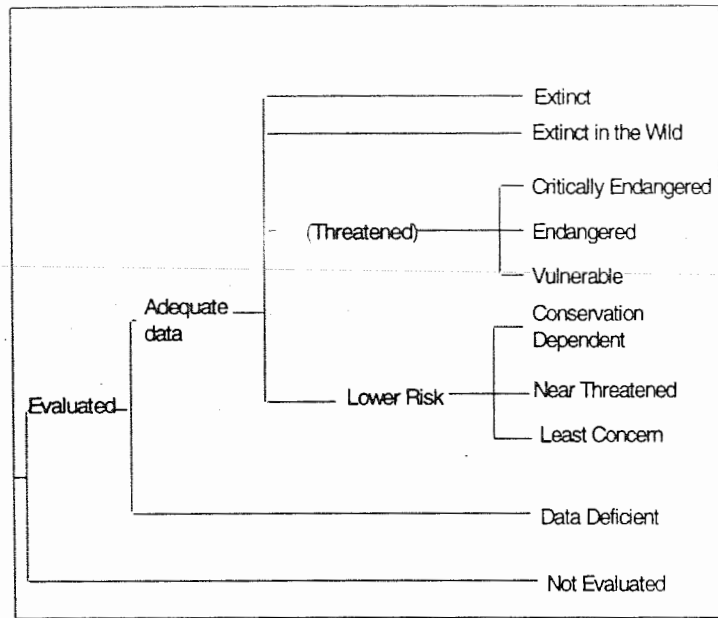 Extinct
Extinct in the Wild
Critically Endangered
(Threatened)
Endangered
Vulnerable
Adequate
data
Conservation
Dependent
Evaluated
Lower Risk
Near Threatened
Least Concern
Data Deficient
Not Evaluated